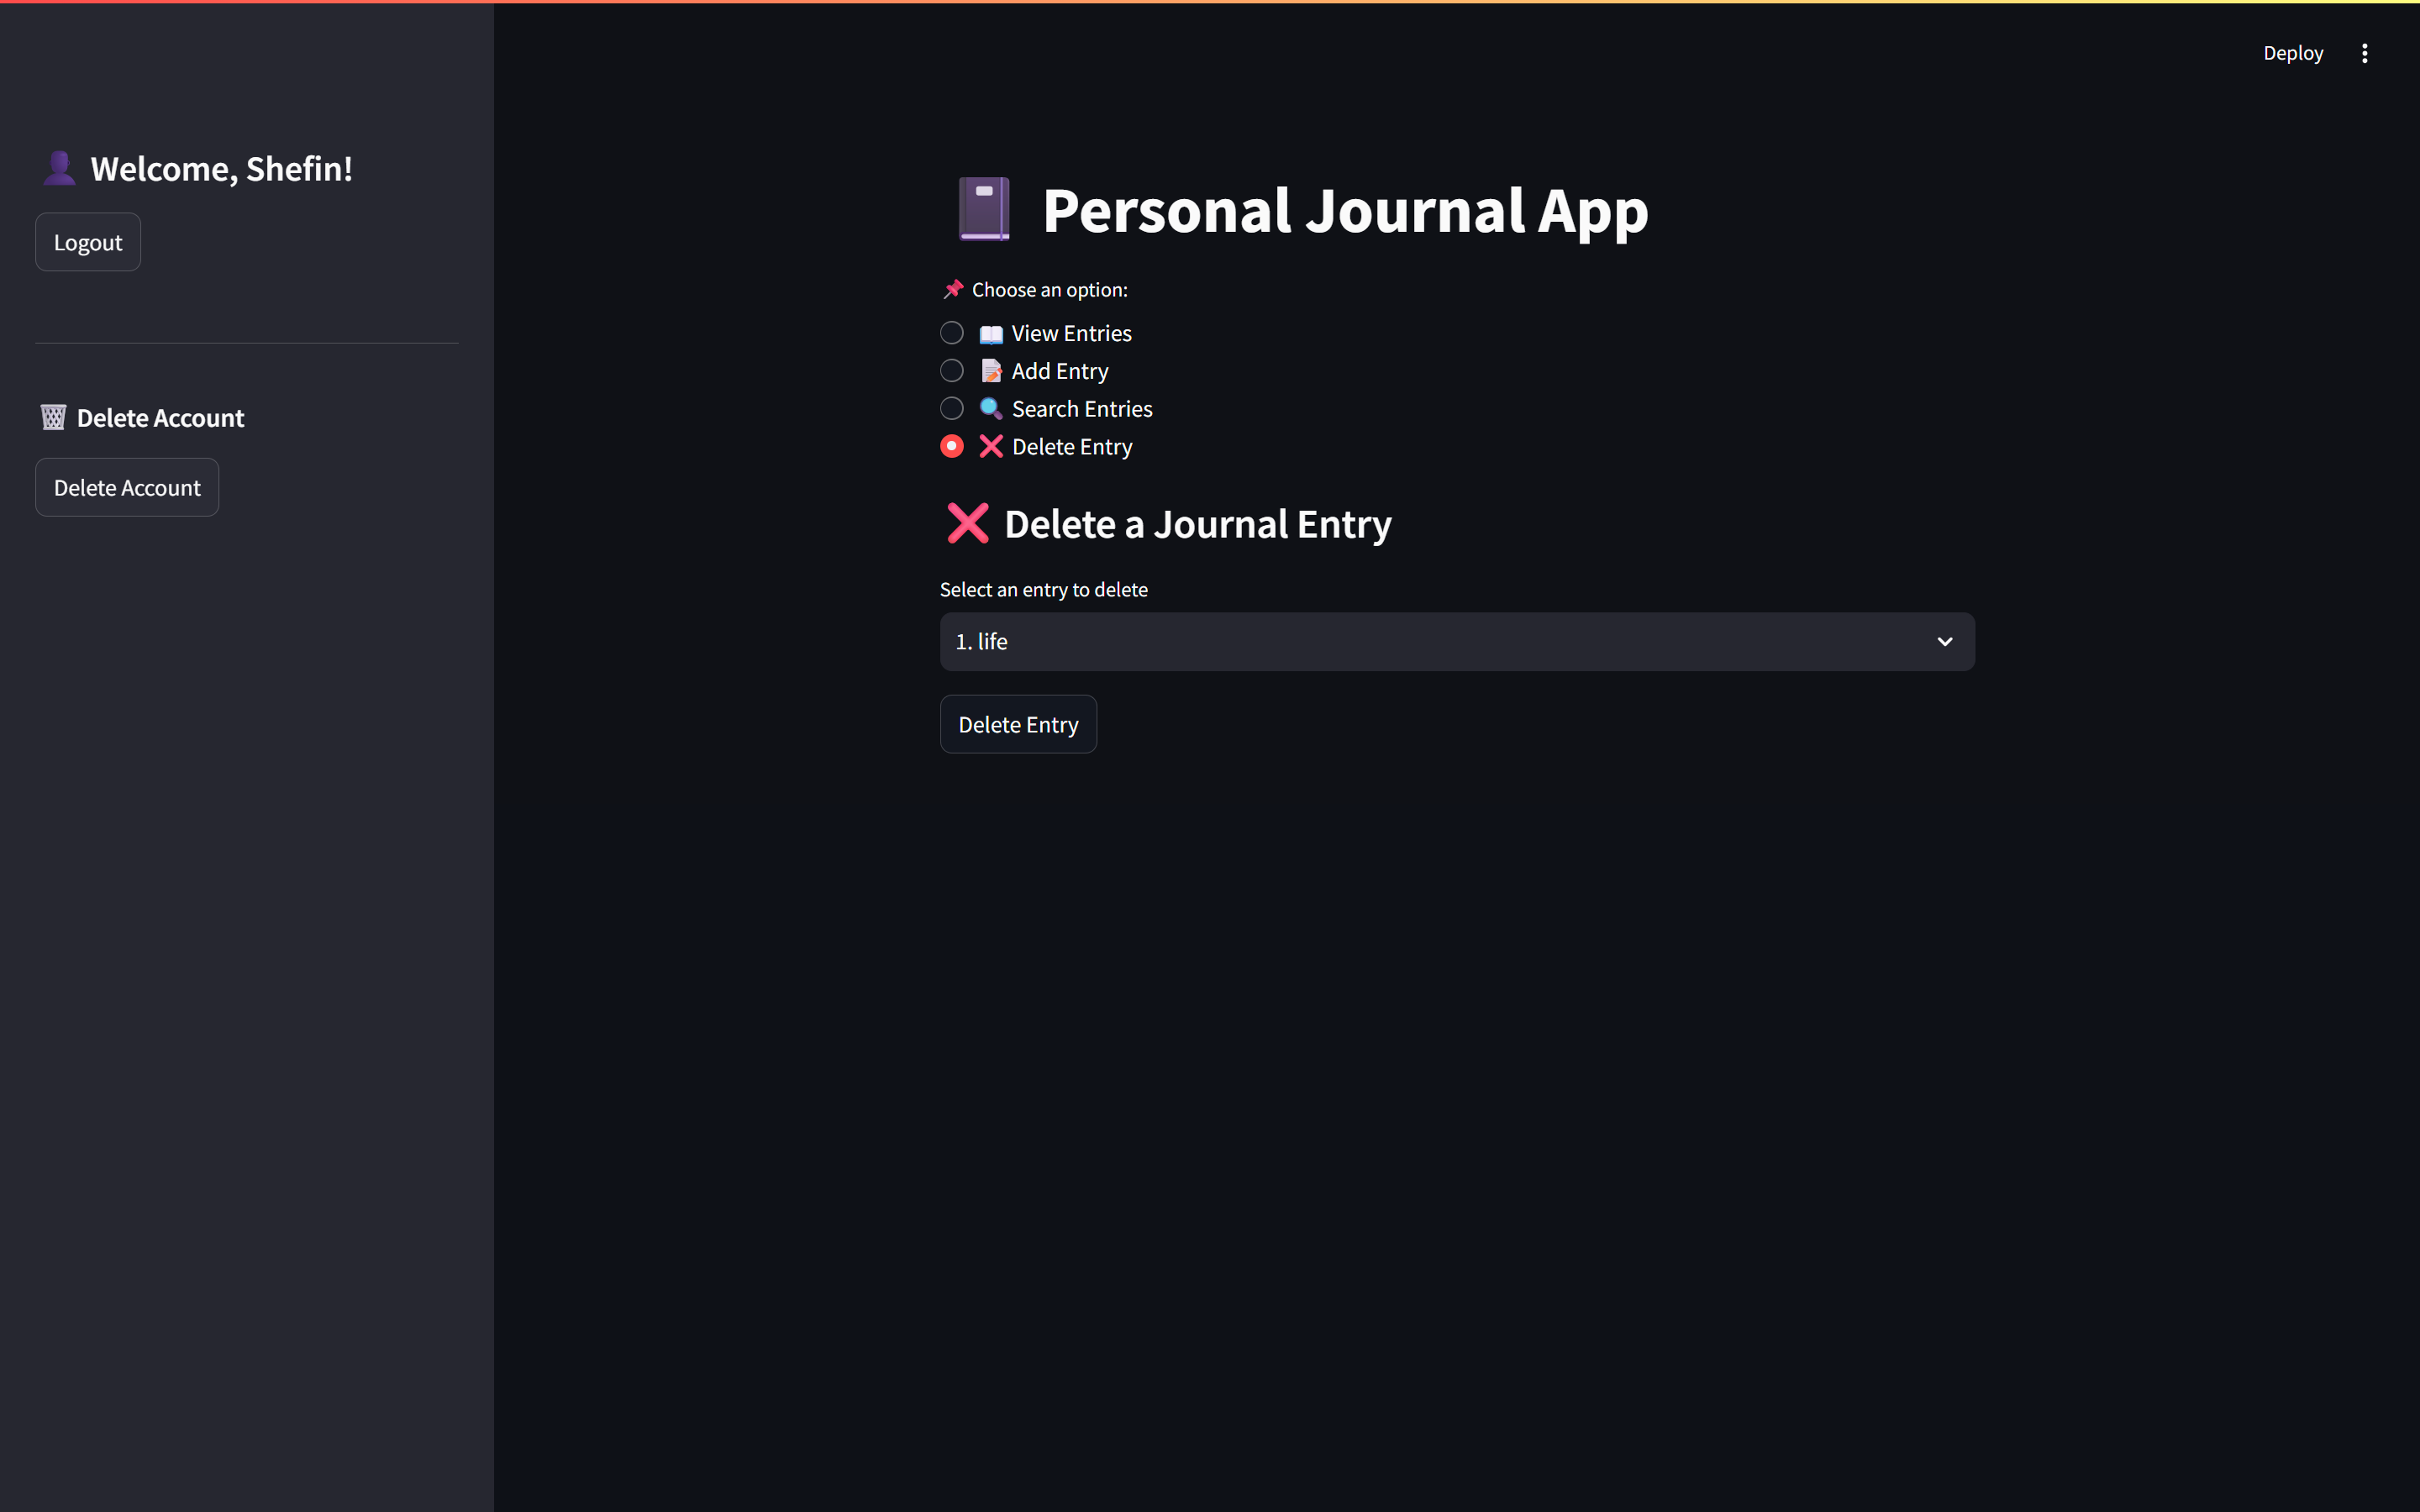 Deploy
Welcome, Shefin!
Logout
Delete Account
Delete Account
Personal Journal App
Choose an option:
View Entries
Add Entry
Search Entries
Delete Entry
Delete a Journal Entry
Select an entry to delete
1. life
Delete Entry